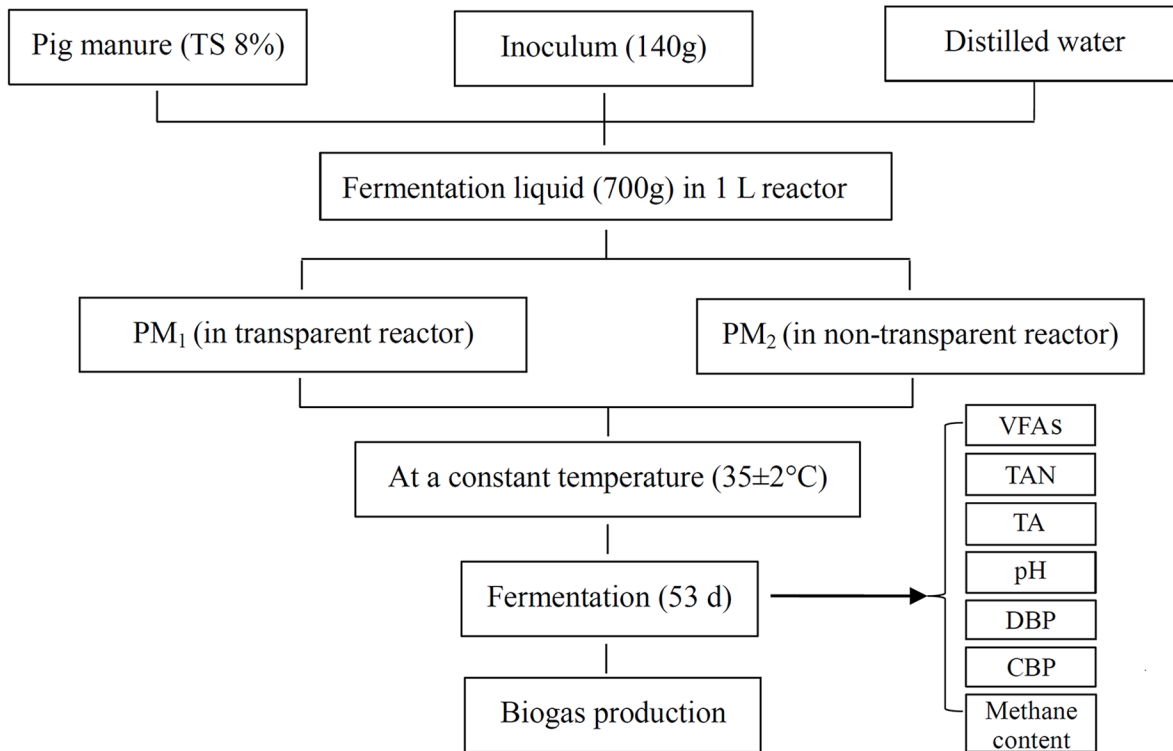 Pig manure (TS 8%)
Inoculum (140g)
Distilled water
Fermentation liquid (700g) in 1 L reactor
PM₁ (in transparent reactor)
PM₂ (in non-transparent reactor)
At a constant temperature (35±2°C)
Fermentation (53 d)
Biogas production
VFAs
TAN
TA
pH
DBP
CBP
Methane
content